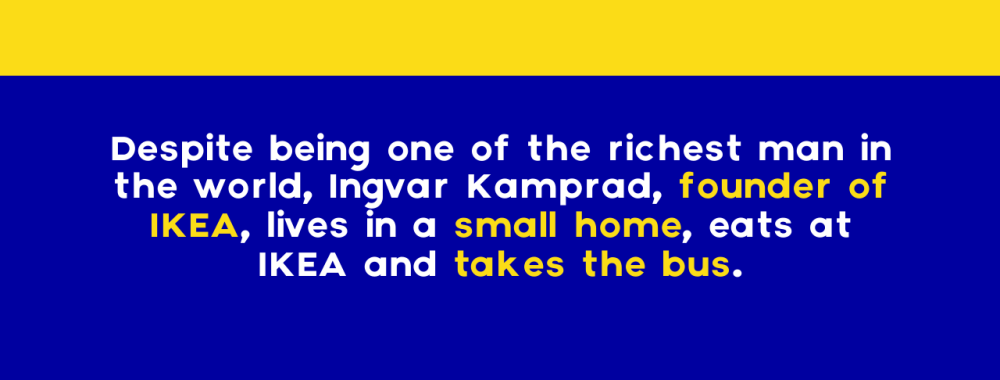 Despite being one of the richest man in
the world, Ingvar Kamprad, founder of
IKEA, lives in a small home, eats at
IKEA and takes the bus.